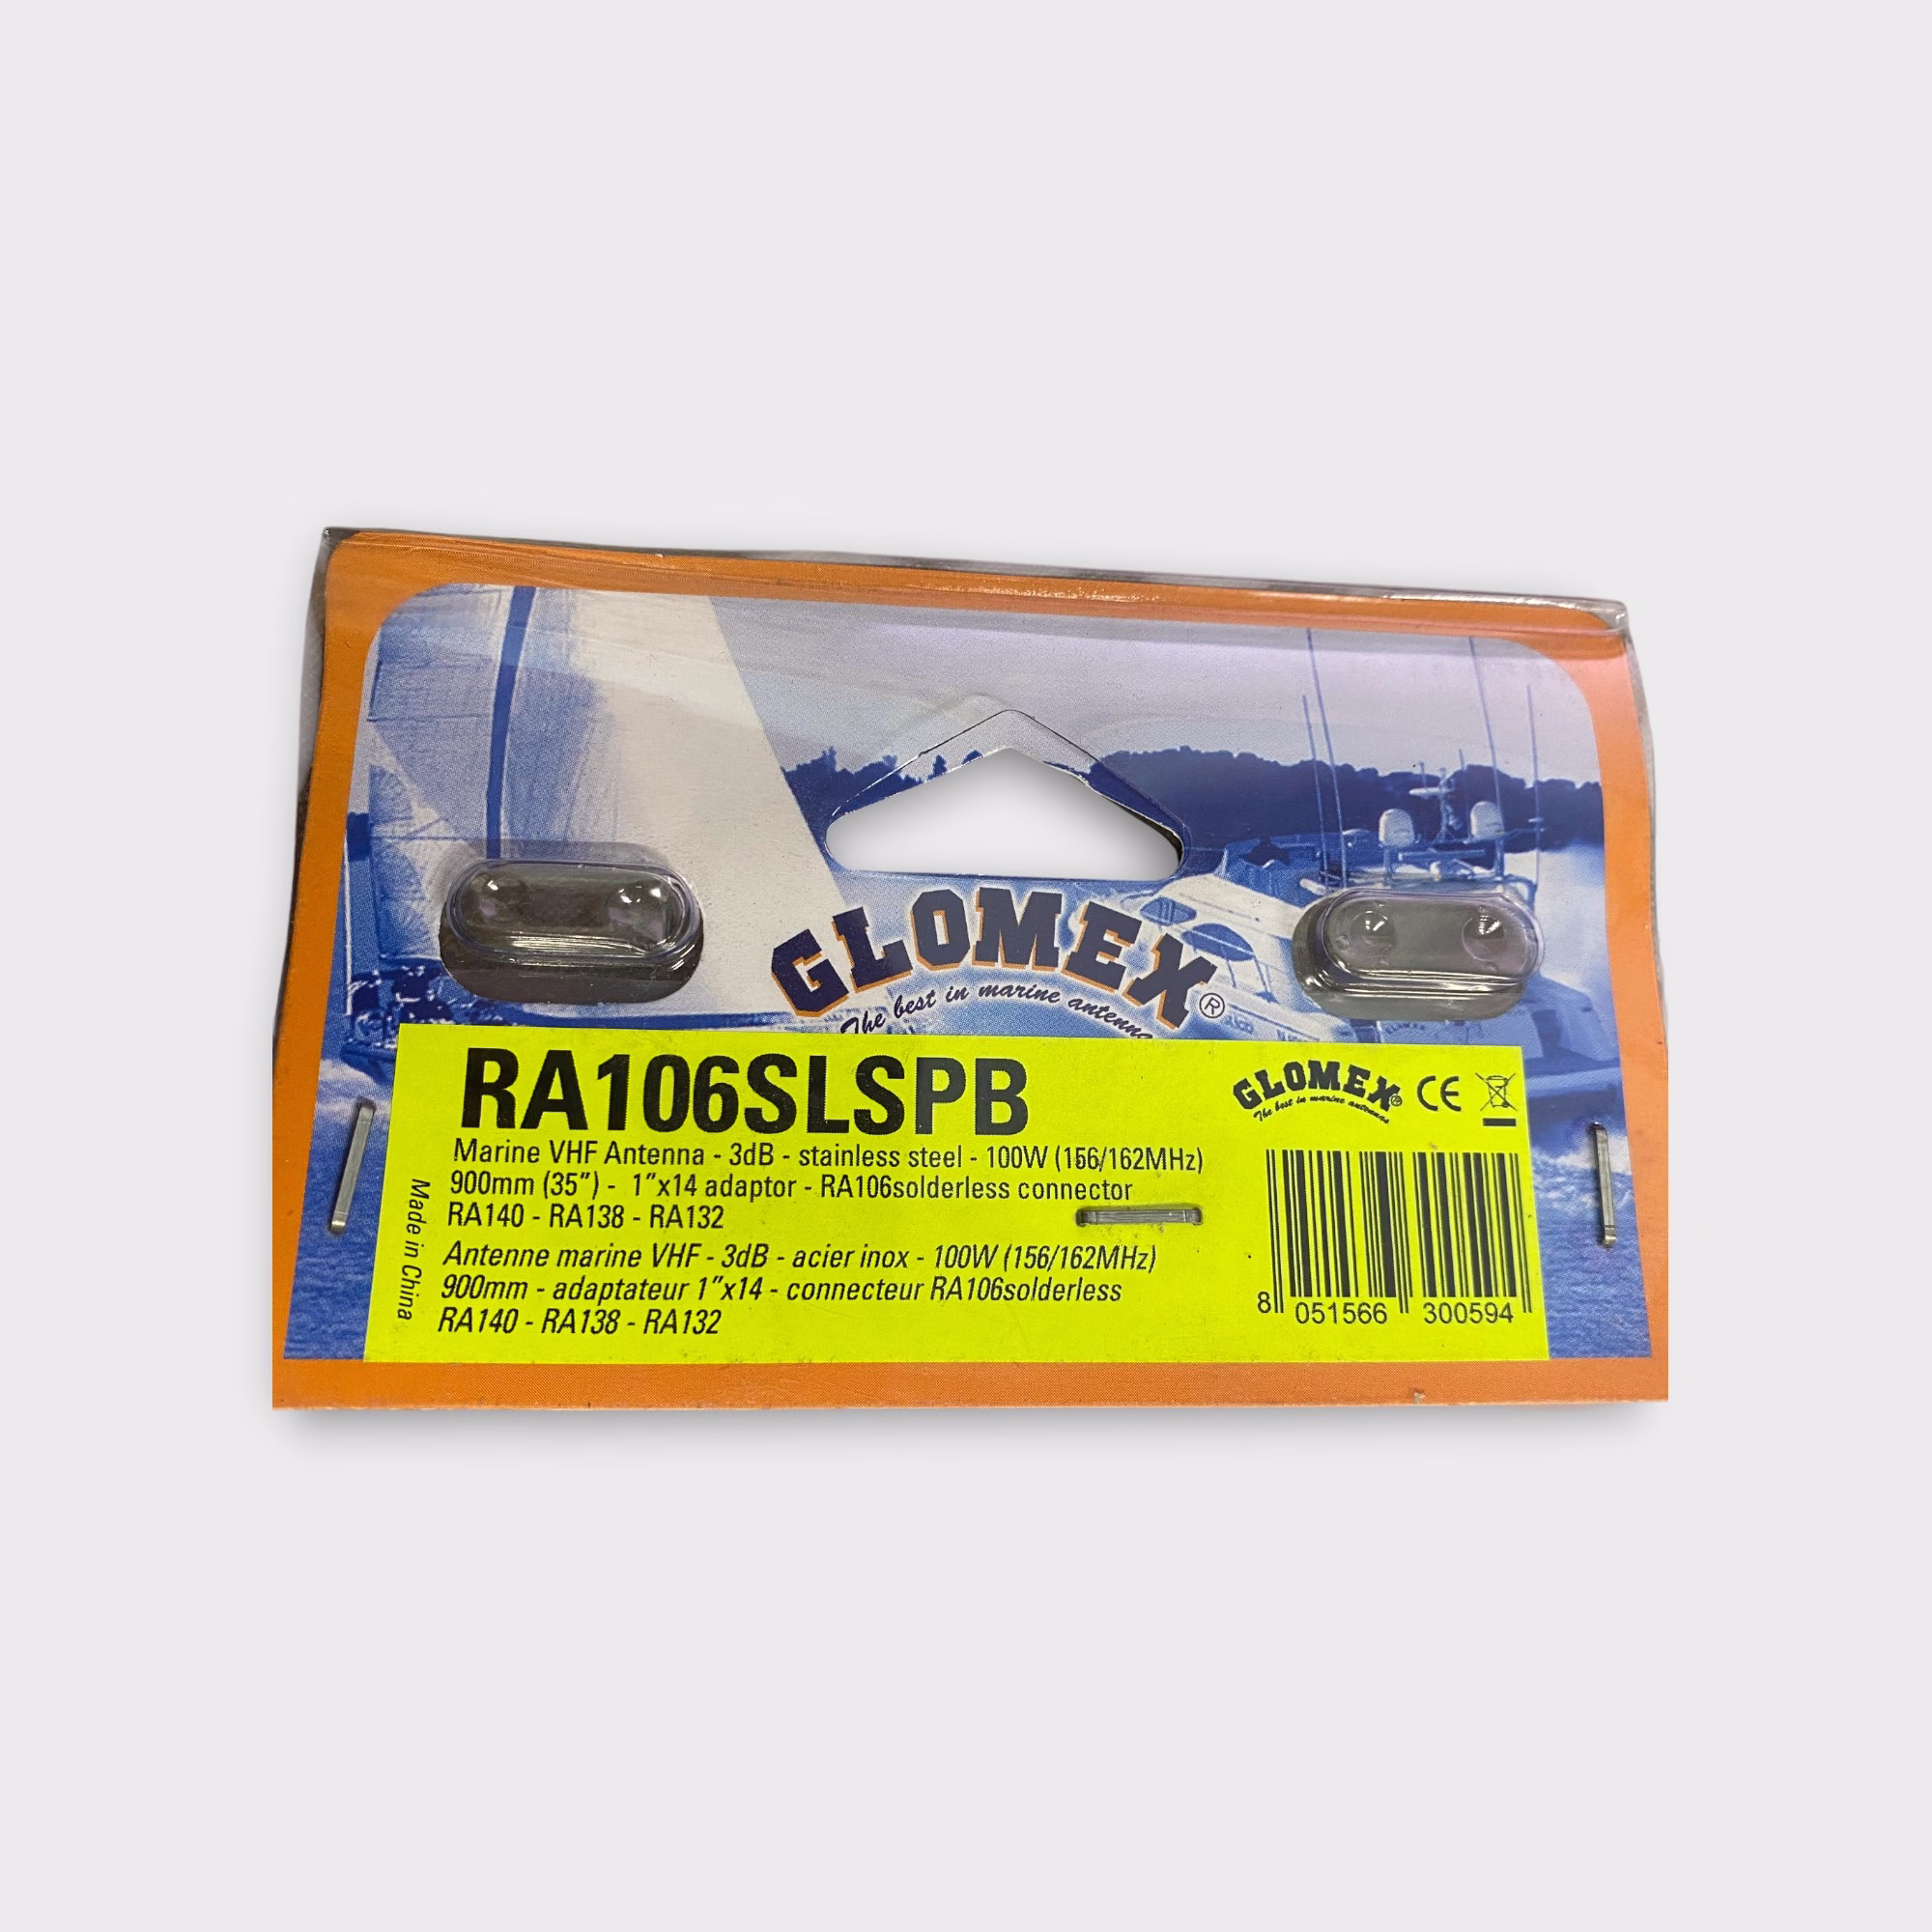 GLOMEX®
The best in marine antenna
RA106SLSPB
GLOMEX® CE
The best in marine antennas
Marine VHF Antenna - 3dB - stainless steel - 100W (156/162MHz)
900mm (35”) - 1”x14 adaptor - RA106solderless connector
RA140 - RA138 - RA132
Antenne marine VHF - 3dB - acier inox - 100W (156/162MHz)
900mm - adaptateur 1”x14 - connecteur RA106solderless
RA140 - RA138 - RA132
Made in China
8 051566 300594
GLOMEX